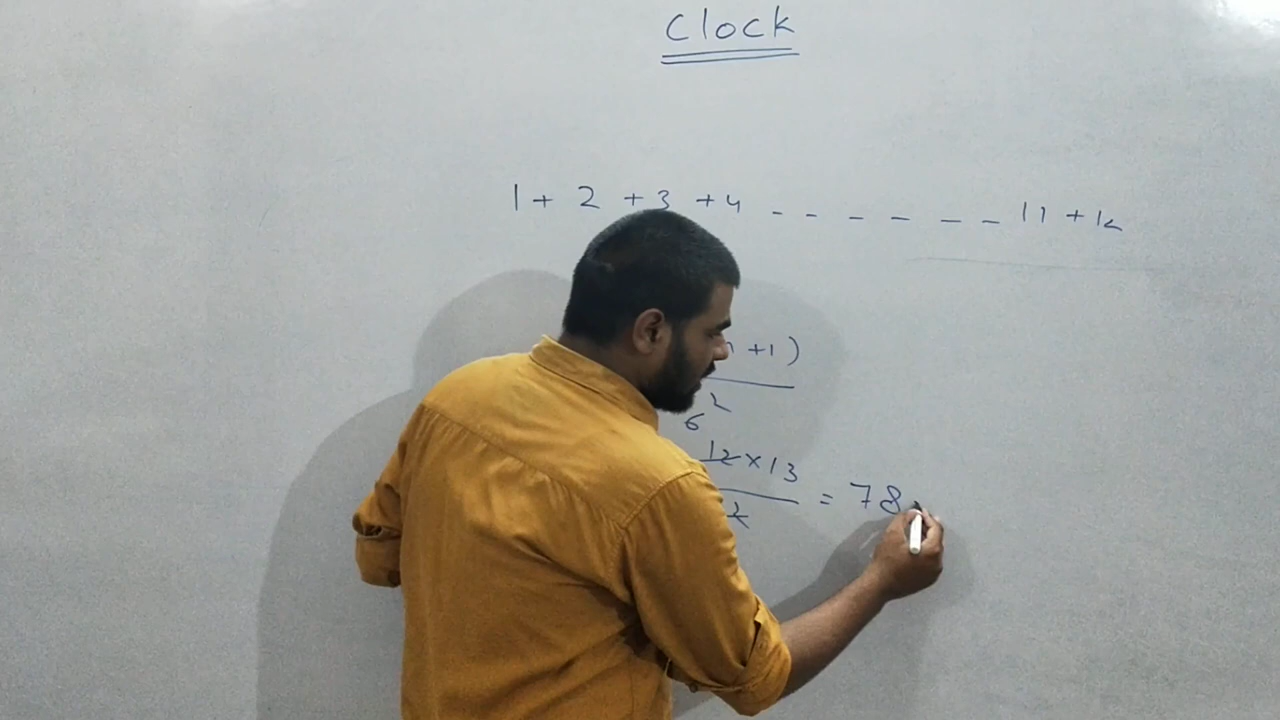 Clock
1 + 2 + 3 + 4 - - - - - - 11 + 12
n + 1 )
2
6
12 x 13
2
= 78